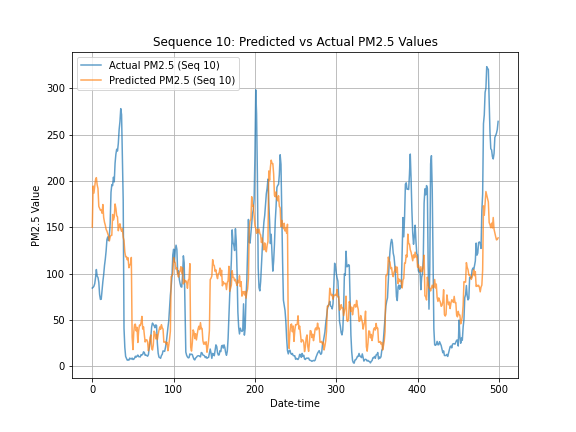 Sequence 10: Predicted vs Actual PM2.5 Values
Actual PM2.5 (Seq 10)
Predicted PM2.5 (Seq 10)
PM2.5 Value
300
250
200
150
100
50
0
0 100 200 300 400 500
Date-time